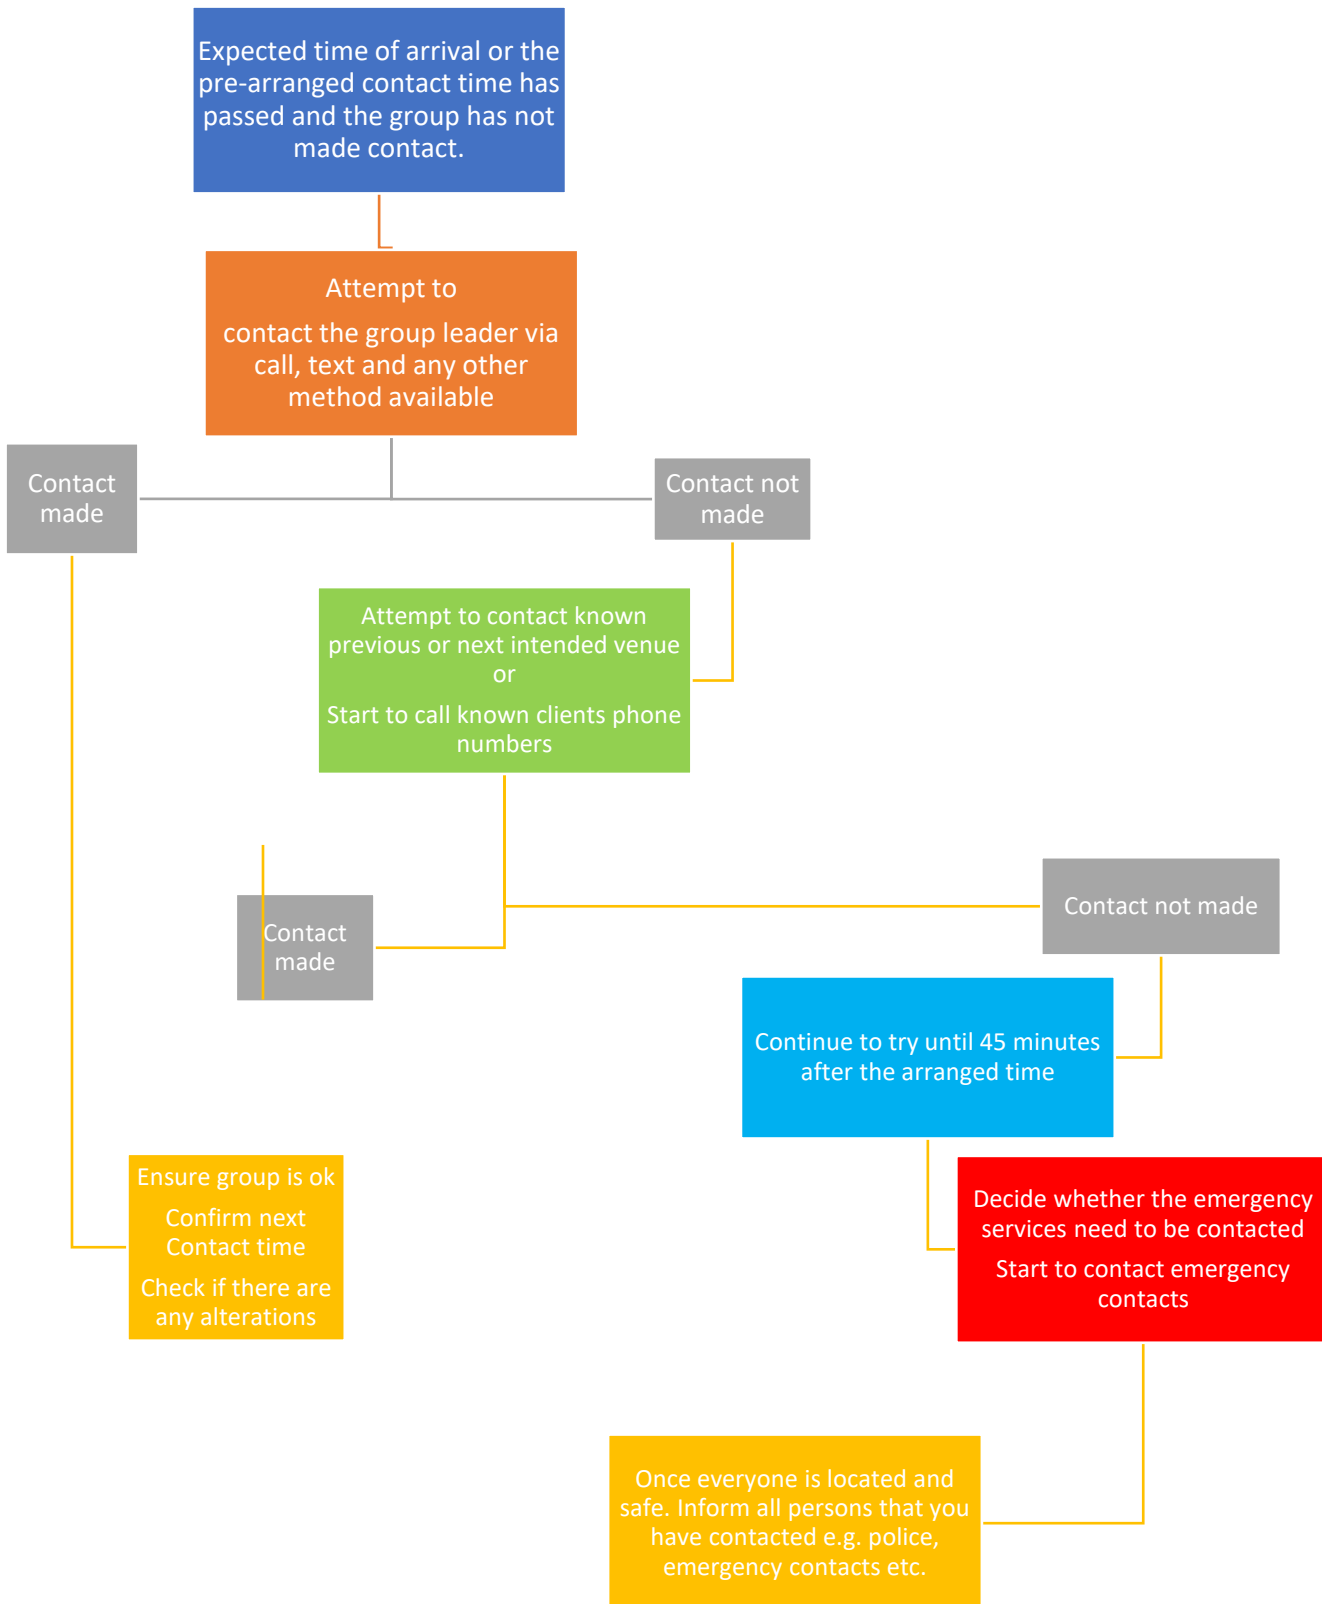 Expected time of arrival or the
pre-arranged contact time has
passed and the group has not
made contact.
Attempt to
contact the group leader via
call, text and any other
method available
Contact
made
Contact not
made
Attempt to contact known
previous or next intended venue
or
Start to call known clients phone
numbers
Contact
made
Contact not made
Continue to try until 45 minutes
after the arranged time
Ensure group is ok
Confirm next
Contact time
Check if there are
any alterations
Decide whether the emergency
services need to be contacted
Start to contact emergency
contacts
Once everyone is located and
safe. Inform all persons that you
have contacted e.g. police,
emergency contacts etc.